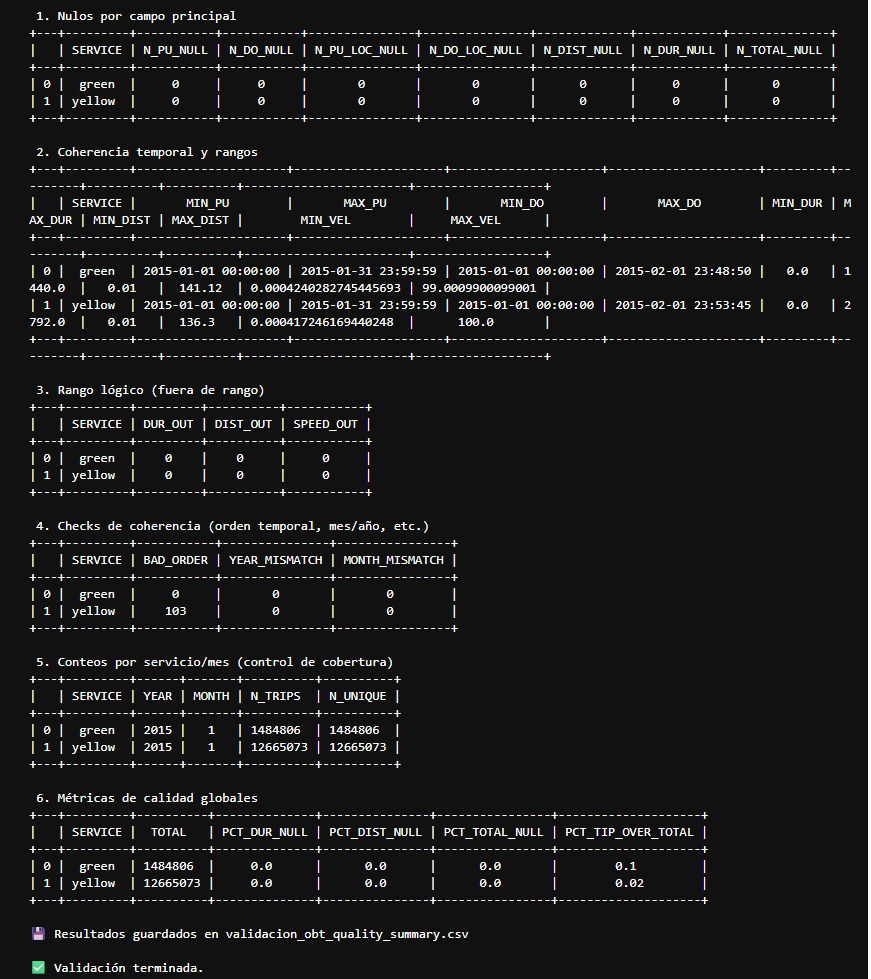 1. Nulos por campo principal
+---+---------+-----------+-----------+---------------+---------------+-------------+------------+--------------+
|   | SERVICE | N_PU_NULL | N_DO_NULL | N_PU_LOC_NULL | N_DO_LOC_NULL | N_DIST_NULL | N_DUR_NULL | N_TOTAL_NULL |
+---+---------+-----------+-----------+---------------+---------------+-------------+------------+--------------+
| 0 |  green  |     0     |     0     |       0       |       0       |      0      |     0      |      0       |
| 1 | yellow  |     0     |     0     |       0       |       0       |      0      |     0      |      0       |
+---+---------+-----------+-----------+---------------+---------------+-------------+------------+--------------+
2. Coherencia temporal y rangos
+---+---------+---------------------+---------------------+---------------------+---------------------+---------+--
-------+----------+----------+-----------------------+------------------+
|   | SERVICE |       MIN_PU        |       MAX_PU        |       MIN_DO        |       MAX_DO        | MIN_DUR | M
AX_DUR | MIN_DIST | MAX_DIST |        MIN_VEL        |     MAX_VEL      |
+---+---------+---------------------+---------------------+---------------------+---------------------+---------+--
-------+----------+----------+-----------------------+------------------+
| 0 |  green  | 2015-01-01 00:00:00 | 2015-01-31 23:59:59 | 2015-01-01 00:00:00 | 2015-02-01 23:48:50 |   0.0   | 1
440.0  |   0.01   |  141.12  | 0.0004240282745445693 | 99.0009900099001 |
| 1 | yellow  | 2015-01-01 00:00:00 | 2015-01-31 23:59:59 | 2015-01-01 00:00:00 | 2015-02-01 23:53:45 |   0.0   | 2
792.0  |   0.01   |  136.3   | 0.000417246169440248  |      100.0       |
+---+---------+---------------------+---------------------+---------------------+---------------------+---------+--
-------+----------+----------+-----------------------+------------------+
3. Rango lógico (fuera de rango)
+---+---------+---------+----------+-----------+
|   | SERVICE | DUR_OUT | DIST_OUT | SPEED_OUT |
+---+---------+---------+----------+-----------+
| 0 |  green  |    0    |    0     |     0     |
| 1 | yellow  |    0    |    0     |     0     |
+---+---------+---------+----------+-----------+
4. Checks de coherencia (orden temporal, mes/año, etc.)
+---+---------+-----------+---------------+----------------+
|   | SERVICE | BAD_ORDER | YEAR_MISMATCH | MONTH_MISMATCH |
+---+---------+-----------+---------------+----------------+
| 0 |  green  |     0     |       0       |       0        |
| 1 | yellow  |    103    |       0       |       0        |
+---+---------+-----------+---------------+----------------+
5. Conteos por servicio/mes (control de cobertura)
+---+---------+------+-------+----------+----------+
|   | SERVICE | YEAR | MONTH | N_TRIPS  | N_UNIQUE |
+---+---------+------+-------+----------+----------+
| 0 |  green  | 2015 |   1   | 1484806  | 1484806  |
| 1 | yellow  | 2015 |   1   | 12665073 | 12665073 |
+---+---------+------+-------+----------+----------+
6. Métricas de calidad globales
+---+---------+----------+--------------+---------------+----------------+--------------------+
|   | SERVICE |  TOTAL   | PCT_DUR_NULL | PCT_DIST_NULL | PCT_TOTAL_NULL | PCT_TIP_OVER_TOTAL |
+---+---------+----------+--------------+---------------+----------------+--------------------+
| 0 |  green  | 1484806  |     0.0      |      0.0      |      0.0       |        0.1         |
| 1 | yellow  | 12665073 |     0.0      |      0.0      |      0.0       |        0.02        |
+---+---------+----------+--------------+---------------+----------------+--------------------+
💾 Resultados guardados en validacion_obt_quality_summary.csv
✅ Validación terminada.